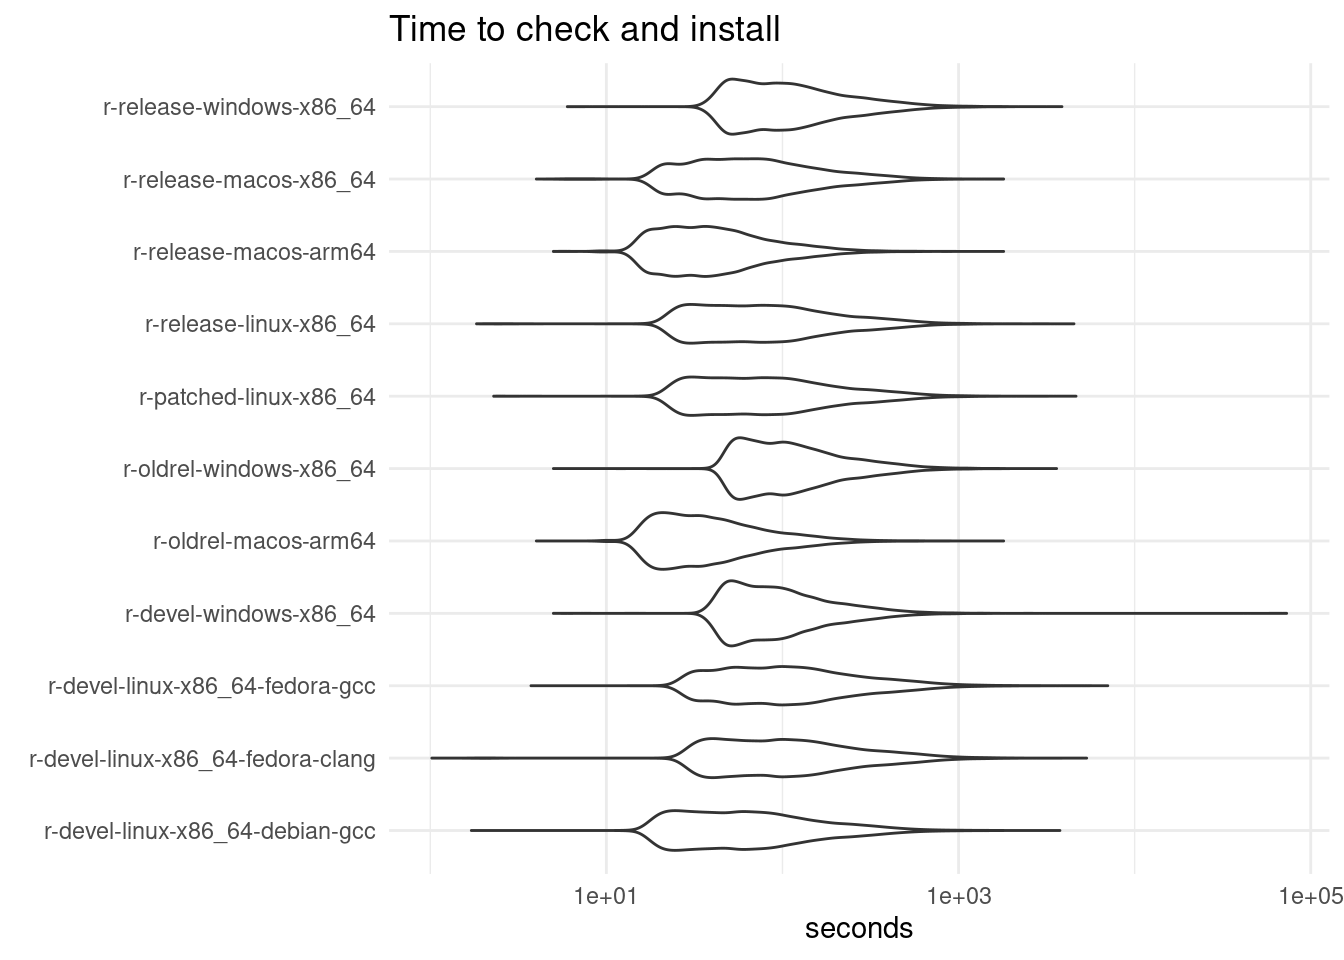 Time to check and install
r-release-windows-x86_64
r-release-macos-x86_64
r-release-macos-arm64
r-release-linux-x86_64
r-patched-linux-x86_64
r-oldrel-windows-x86_64
r-oldrel-macos-arm64
r-devel-windows-x86_64
r-devel-linux-x86_64-fedora-gcc
r-devel-linux-x86_64-fedora-clang
r-devel-linux-x86_64-debian-gcc
1e+01 1e+03 1e+05
seconds